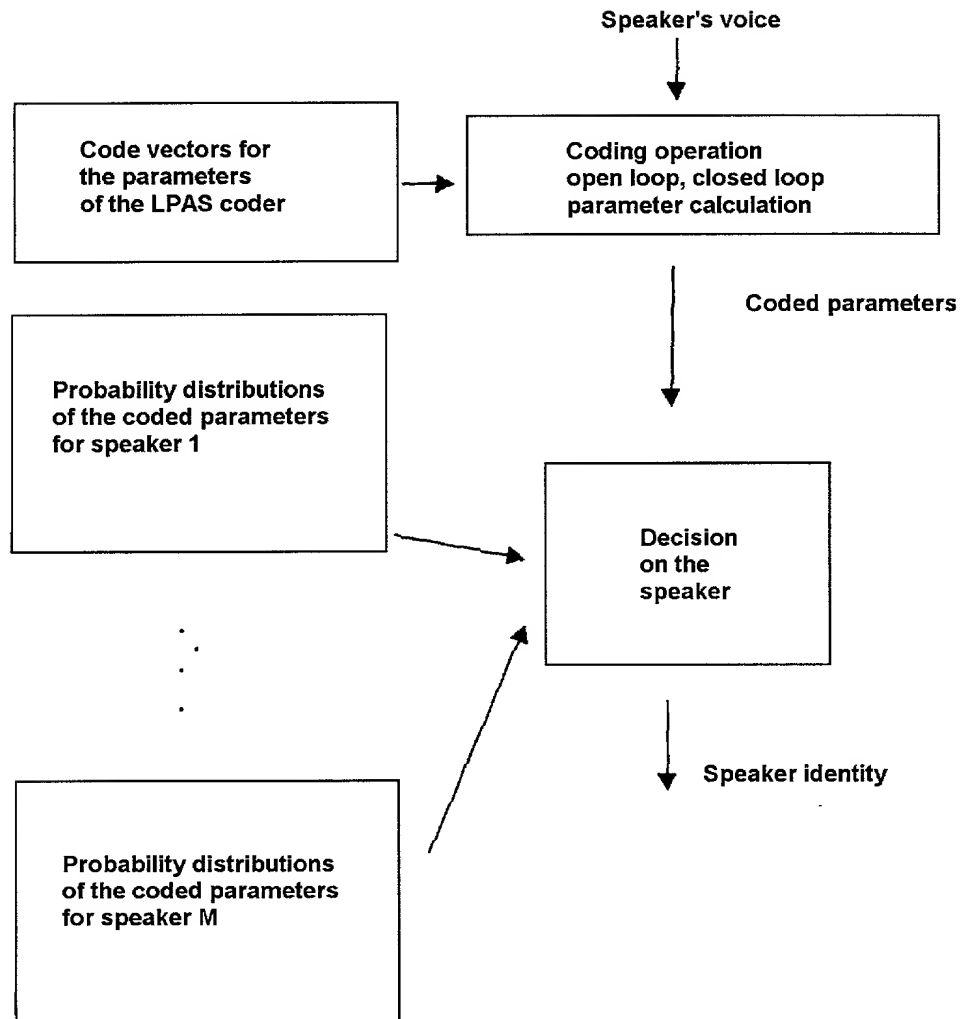 Speaker's voice
Code vectors for
the parameters
of the LPAS coder
Coding operation
open loop, closed loop
parameter calculation
Coded parameters
Probability distributions
of the coded parameters
for speaker 1
Decision
on the
speaker
Speaker identity
Probability distributions
of the coded parameters
for speaker M